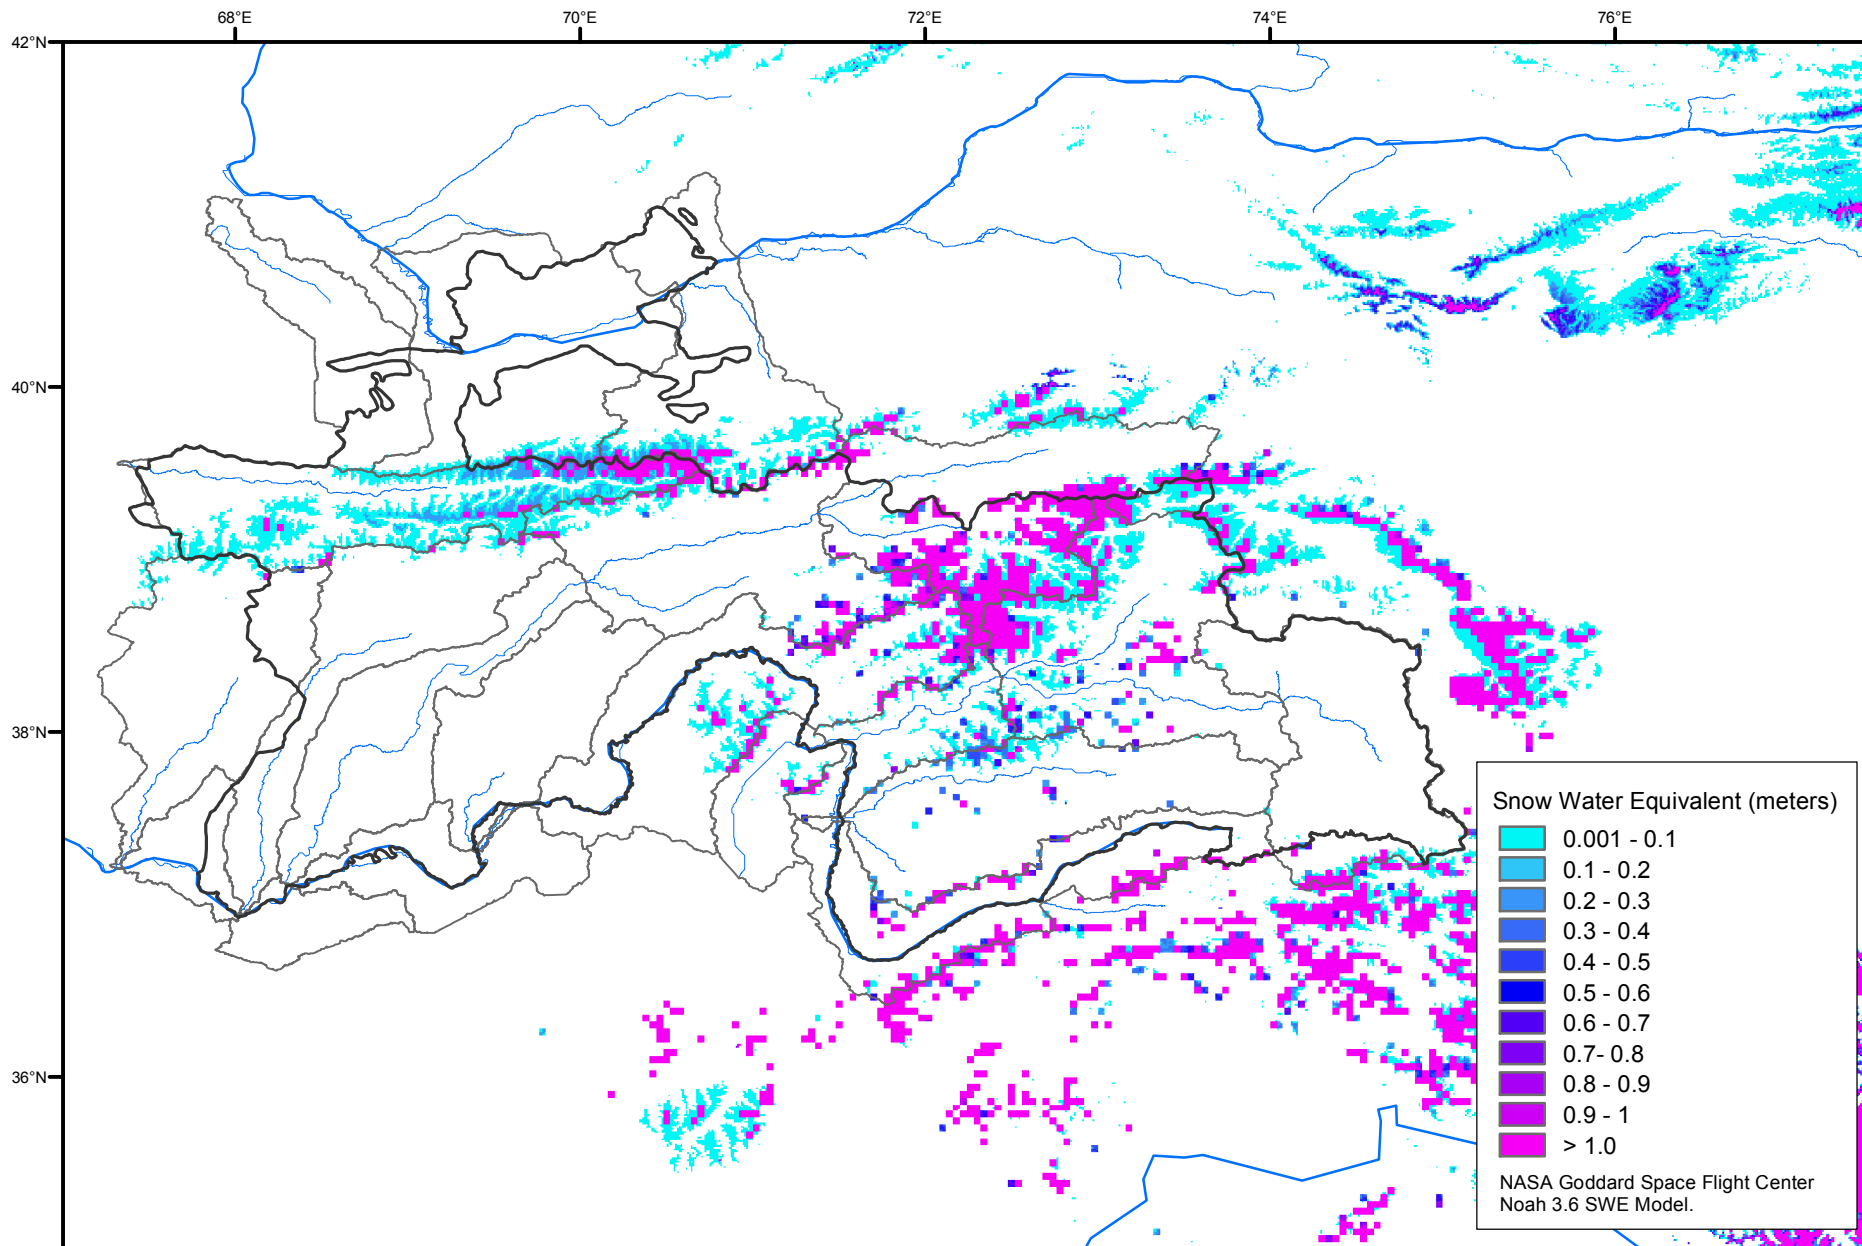 68°E
70°E
72°E
74°E
76°E
42°N
40°N
38°N
36°N
Snow Water Equivalent (meters)
0.001 - 0.1
0.1 - 0.2
0.2 - 0.3
0.3 - 0.4
0.4 - 0.5
0.5 - 0.6
0.6 - 0.7
0.7- 0.8
0.8 - 0.9
0.9 - 1
> 1.0
NASA Goddard Space Flight Center
Noah 3.6 SWE Model.